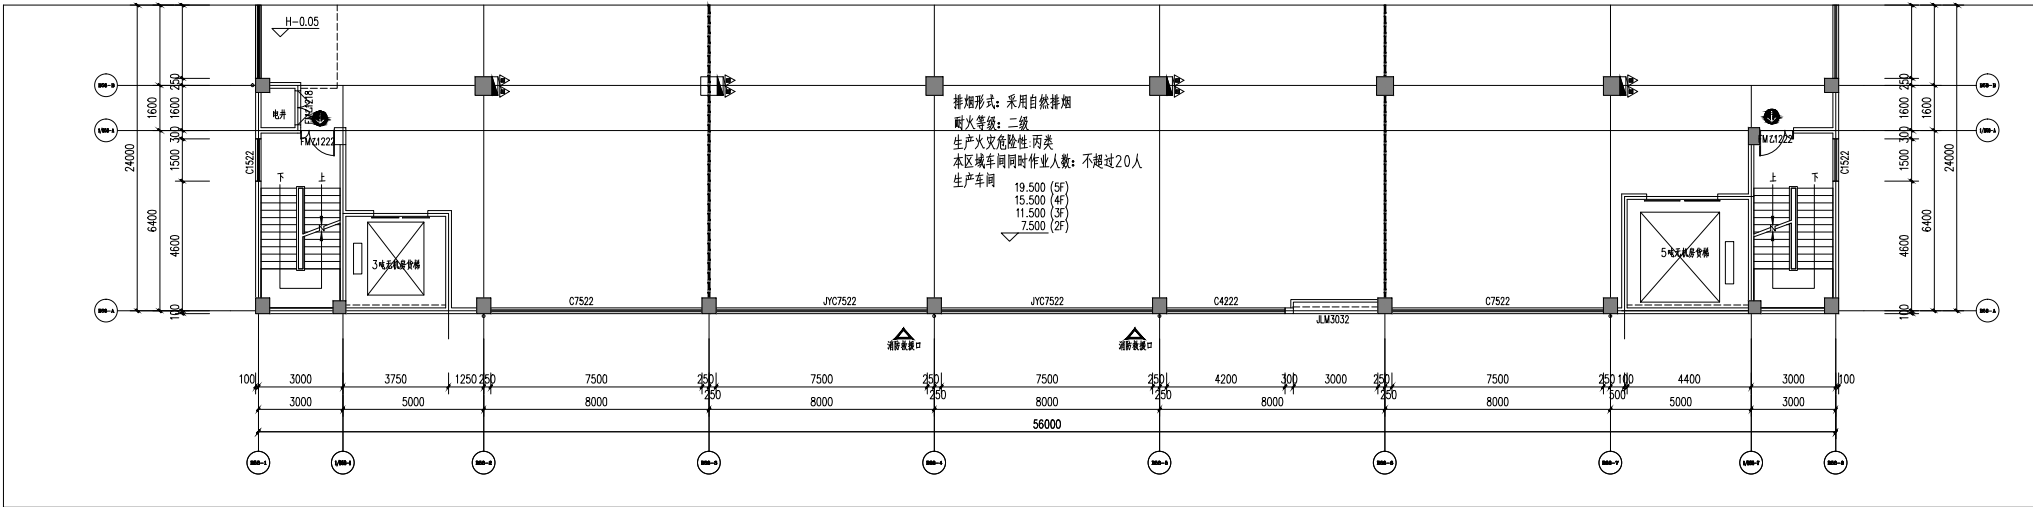 H-0.05
24000
1600
6400
250
1600
300
1500
4600
100
电井
FMZ1218
FMZ1222
C1522
下
上
3吨无机房货梯
排烟形式：采用自然排烟
耐火等级：二级
生产火灾危险性:丙类
本区域车间同时作业人数：不超过20人
生产车间
19.500 (5F)
15.500 (4F)
11.500 (3F)
7.500 (2F)
FMZ1222
C1522
上
下
5吨无机房货梯
250
1600
300
1500
4600
100
1600
6400
24000
C7522
JYC7522
JYC7522
C4222
C7522
JLM3032
消防救援口
消防救援口
100
3000
3750
1250
250
7500
250
250
7500
250
250
7500
250
250
4200
300
3000
250
250
7500
250
100
500
4400
3000
100
3000
5000
8000
8000
8000
8000
8000
5000
3000
56000